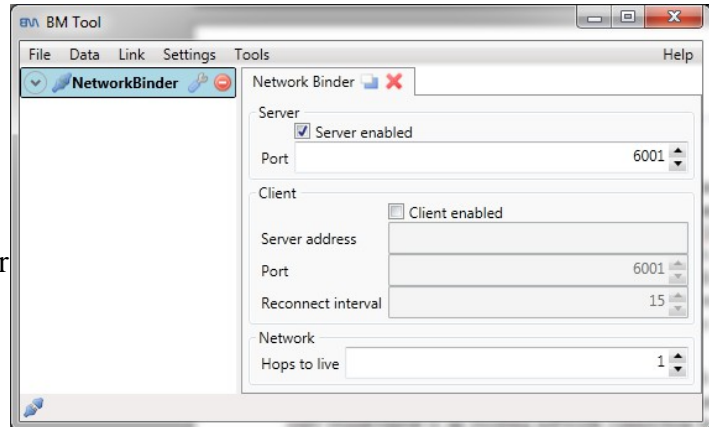 BM BM Tool
File Data Link Settings Tools Help
NetworkBinder
Network Binder
Server
Server enabled
Port 6001
Client
Client enabled
Server address
Port 6001
Reconnect interval 15
Network
Hops to live 1
r